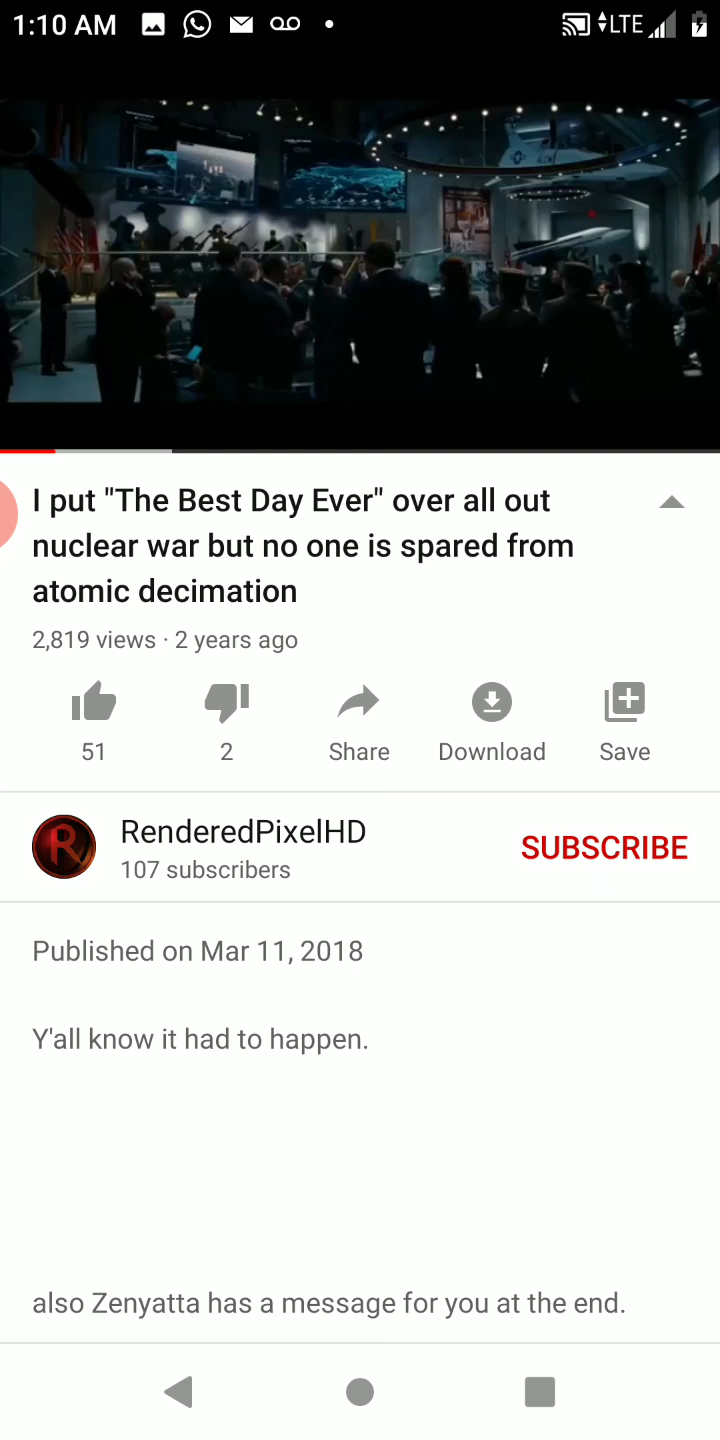 1:10 AM LTE
I put "The Best Day Ever" over all out
nuclear war but no one is spared from
atomic decimation
2,819 views · 2 years ago
51 2 Share Download Save
R
RenderedPixelHD
SUBSCRIBE
107 subscribers
Published on Mar 11, 2018
Y'all know it had to happen.
also Zenyatta has a message for you at the end.